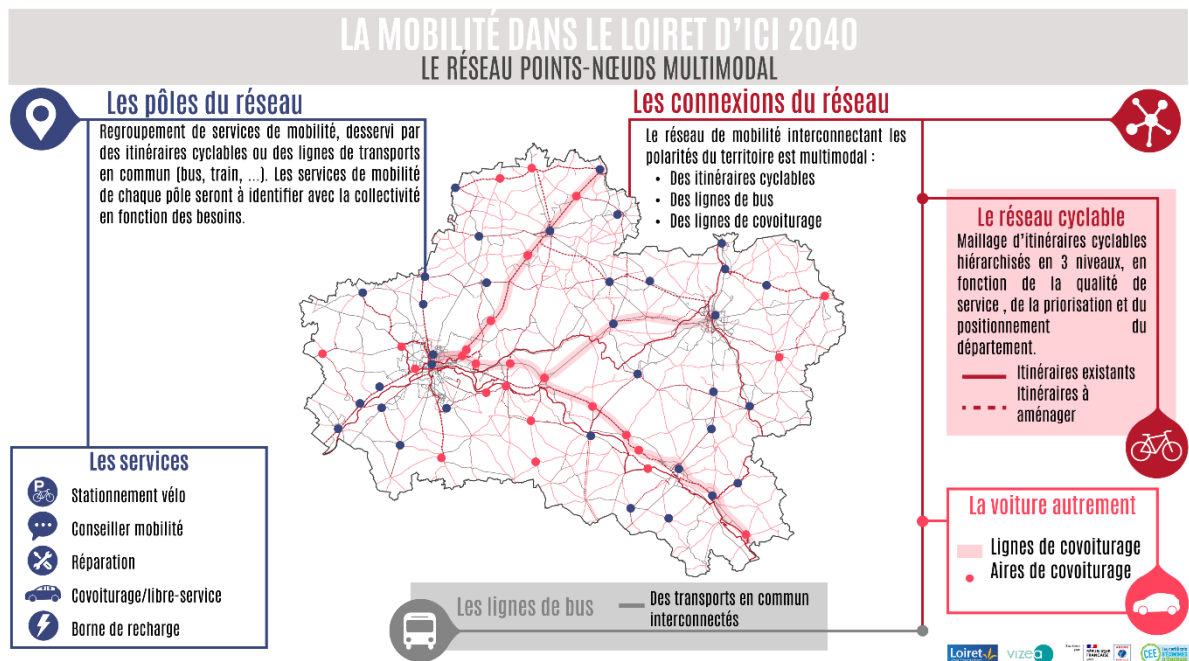 LA MOBILITÉ DANS LE LOIRET D'ICI 2040
LE RÉSEAU POINTS-NŒUDS MULTIMODAL
Les pôles du réseau
Regroupement de services de mobilité, desservi par
des itinéraires cyclables ou des lignes de transports
en commun (bus, train, ...). Les services de mobilité
de chaque pôle seront à identifier avec la collectivité
en fonction des besoins.
Les connexions du réseau
Le réseau de mobilité interconnectant les
polarités du territoire est multimodal :
• Des itinéraires cyclables
• Des lignes de bus
• Des lignes de covoiturage
Le réseau cyclable
Maillage d'itinéraires cyclables
hiérarchisés en 3 niveaux, en
fonction de la qualité de
service , de la priorisation et du
positionnement du
département.
Itinéraires existants
Itinéraires à
aménager
Les services
P
Stationnement vélo
Conseiller mobilité
Réparation
Covoiturage/libre-service
Borne de recharge
La voiture autrement
Lignes de covoiturage
Aires de covoiturage
Les lignes de bus
Des transports en commun
interconnectés
Loiret
vizea
RÉPUBLIQUE
FRANÇAISE
CEE